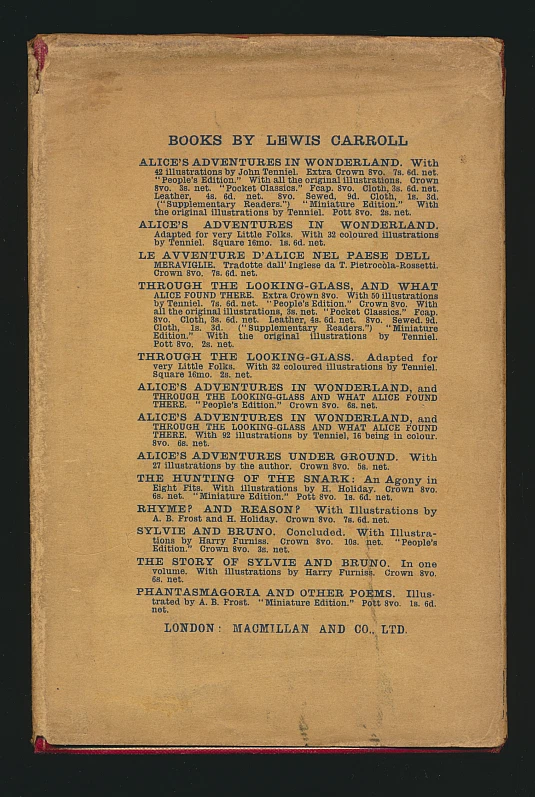 BOOKS BY LEWIS CARROLL
ALICE'S ADVENTURES IN WONDERLAND. With
42 illustrations by John Tenniel. Extra Crown 8vo. 7s. 6d. net.
"People's Edition." With all the original illustrations. Crown
8vo. 3s. net. "Pocket Classics." Fcap. 8vo. Cloth, 3s. 6d. net.
Leather, 4s. 6d. net. 8vo. Sewed, 9d. Cloth, 1s. 3d.
("Supplementary Readers.") "Miniature Edition." With
the original illustrations by Tenniel. Pott 8vo. 2s. net.
ALICE'S ADVENTURES IN WONDERLAND.
Adapted for very Little Folks. With 32 coloured illustrations
by Tenniel. Square 16mo. 1s. 6d. net.
LE AVVENTURE D'ALICE NEL PAESE DELL
MERAVIGLIE. Tradotte dall' Inglese da T. Pietrocòla-Rossetti.
Crown 8vo. 7s. 6d. net.
THROUGH THE LOOKING-GLASS, AND WHAT
ALICE FOUND THERE. Extra Crown 8vo. With 50 illustrations
by Tenniel. 7s. 6d. net. "People's Edition." Crown 8vo. With
all the original illustrations, 3s. net. "Pocket Classics." Fcap.
8vo. Cloth, 3s. 6d. net. Leather, 4s. 6d. net. 8vo. Sewed. 9d.
Cloth, 1s. 3d. ("Supplementary Readers.") "Miniature
Edition." With the original illustrations by Tenniel.
Pott 8vo. 2s. net.
THROUGH THE LOOKING-GLASS. Adapted for
very Little Folks. With 32 coloured illustrations by Tenniel.
Square 16mo. 2s. net.
ALICE'S ADVENTURES IN WONDERLAND, and
THROUGH THE LOOKING-GLASS AND WHAT ALICE FOUND
THERE. "People's Edition." Crown 8vo. 6s. net.
ALICE'S ADVENTURES IN WONDERLAND, and
THROUGH THE LOOKING-GLASS AND WHAT ALICE FOUND
THERE. With 92 illustrations by Tenniel, 16 being in colour.
8vo. 6s. net.
ALICE'S ADVENTURES UNDER GROUND. With
27 illustrations by the author. Crown 8vo. 5s. net.
THE HUNTING OF THE SNARK: An Agony in
Eight Fits. With illustrations by H. Holiday. Crown 8vo.
6s. net. "Miniature Edition." Pott 8vo. 1s. 6d. net.
RHYME? AND REASON? With Illustrations by
A. B. Frost and H. Holiday. Crown 8vo. 7s. 6d. net.
SYLVIE AND BRUNO. Concluded. With Illustra-
tions by Harry Furniss. Crown 8vo. 10s. net. "People's
Edition." Crown 8vo. 3s. net.
THE STORY OF SYLVIE AND BRUNO. In one
volume. With illustrations by Harry Furniss. Crown 8vo.
6s. net.
PHANTASMAGORIA AND OTHER POEMS. Illus-
trated by A. B. Frost. "Miniature Edition." Pott 8vo. 1s. 6d.
net.
LONDON: MACMILLAN AND CO., LTD.